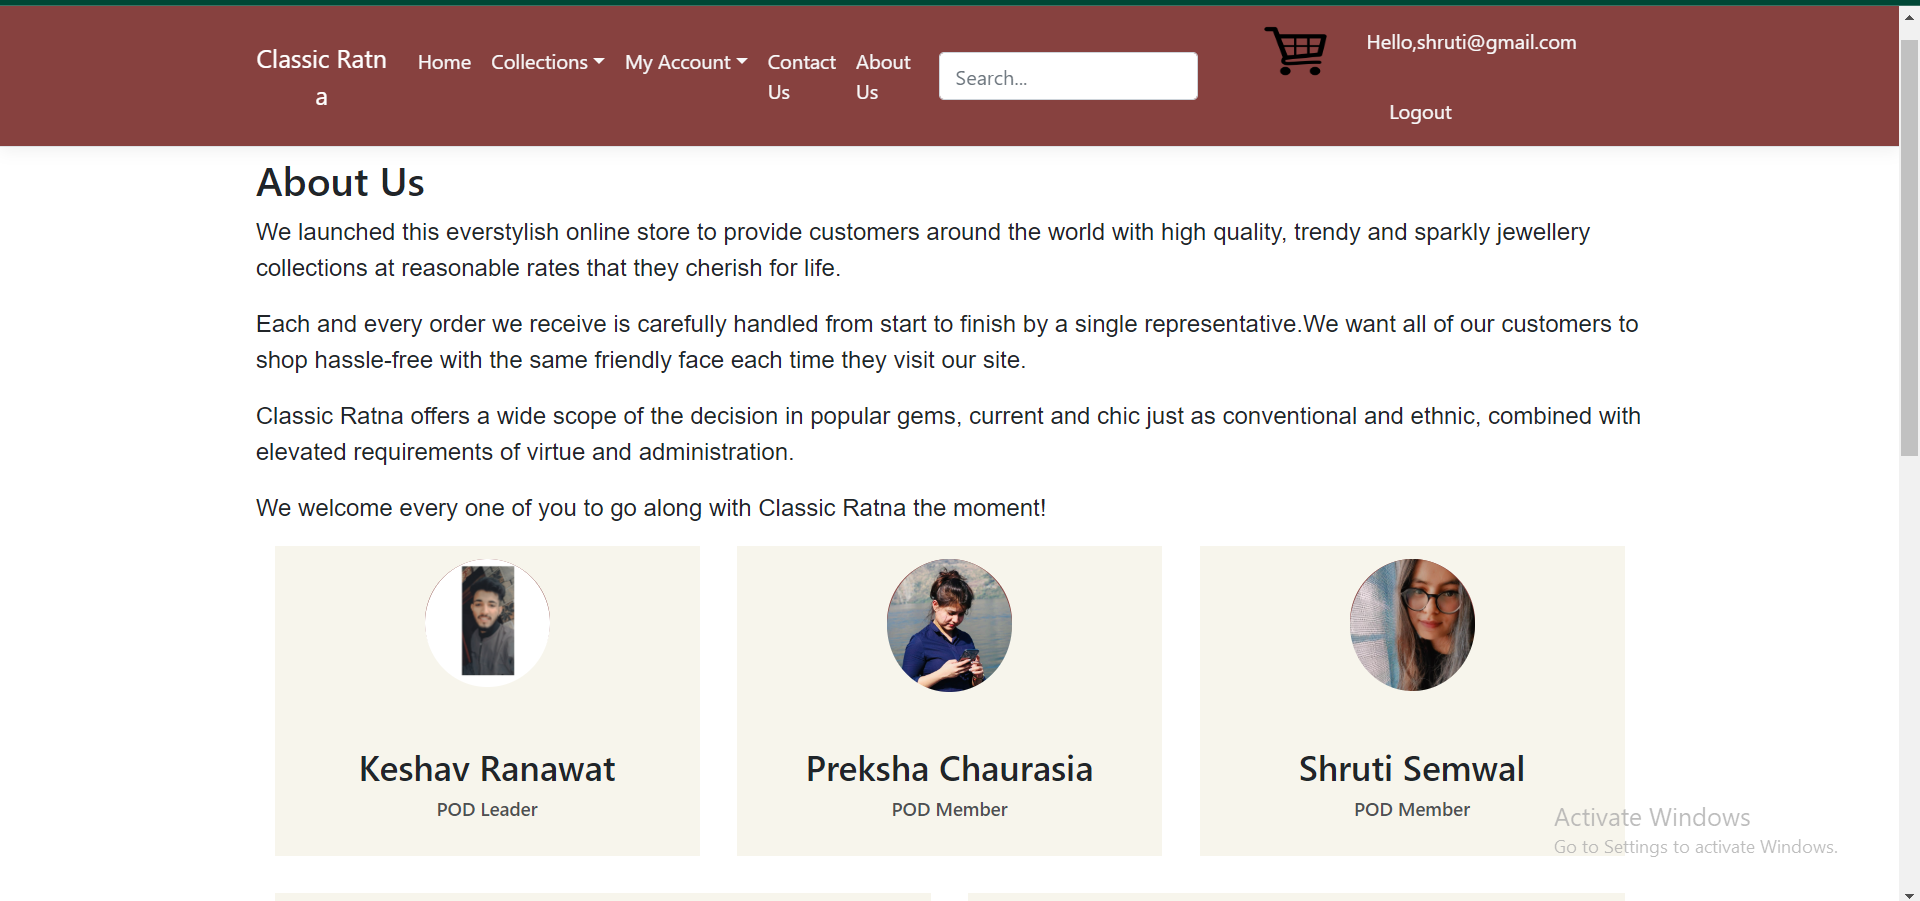 Classic Ratn
a
Home
Collections
My Account
Contact
Us
About
Us
Search...
Hello,shruti@gmail.com
Logout
About Us
We launched this everstylish online store to provide customers around the world with high quality, trendy and sparkly jewellery
collections at reasonable rates that they cherish for life.
Each and every order we receive is carefully handled from start to finish by a single representative.We want all of our customers to
shop hassle-free with the same friendly face each time they visit our site.
Classic Ratna offers a wide scope of the decision in popular gems, current and chic just as conventional and ethnic, combined with
elevated requirements of virtue and administration.
We welcome every one of you to go along with Classic Ratna the moment!
Keshav Ranawat
POD Leader
Preksha Chaurasia
POD Member
Shruti Semwal
POD Member
Activate Windows
Go to Settings to activate Windows.